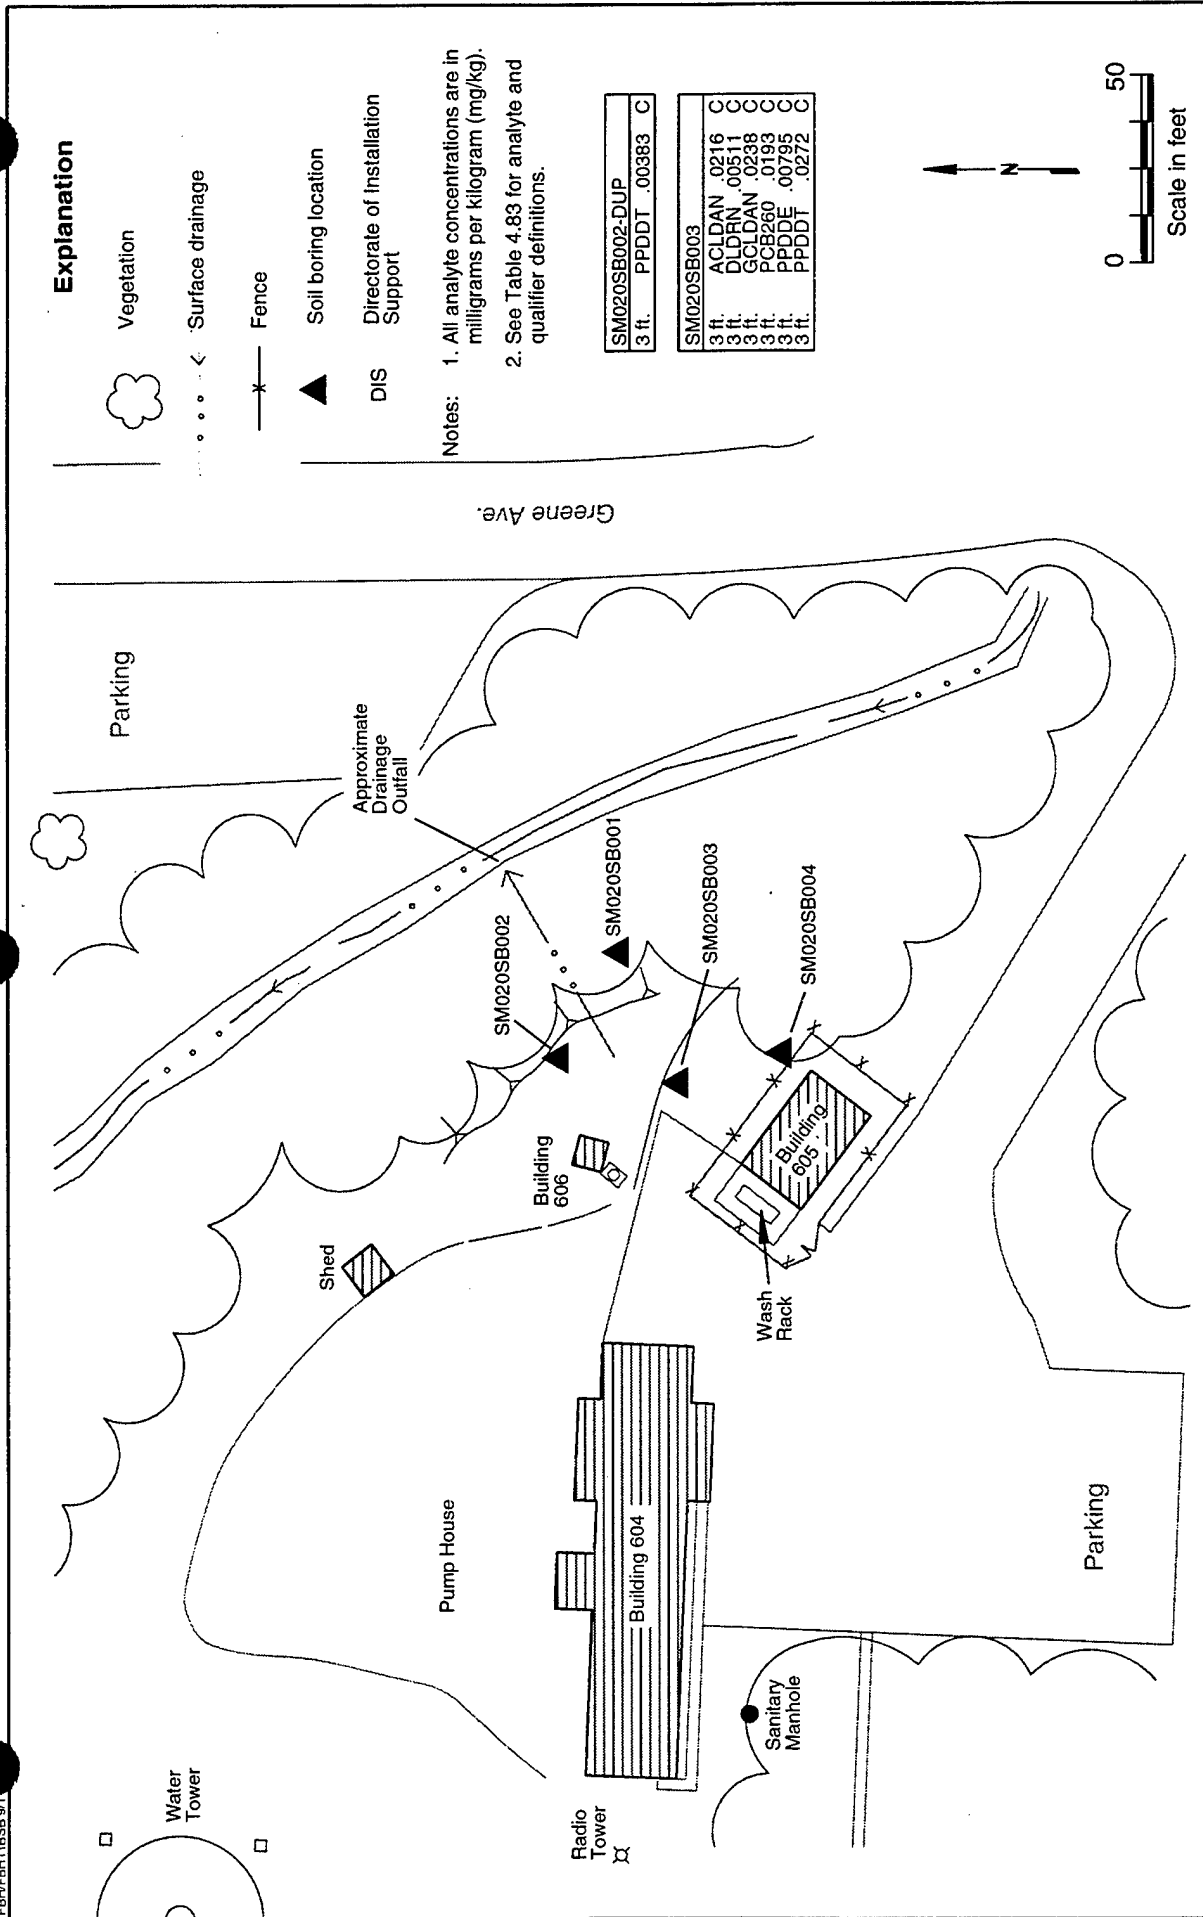 Explanation
Vegetation
Surface drainage
Fence
Soil boring location
DIS
Directorate of Installation
Support
Notes:
1. All analyte concentrations are in
milligrams per kilogram (mg/kg).
2. See Table 4.83 for analyte and
qualifier definitions.
SM020SB002-DUP
3 ft. PPDDT .00383 C
SM020SB003
3 ft. ACLDAN .0216 C
3 ft. DLDRN .00511 C
3 ft. GCLDAN .0238 C
3 ft. PCB260 .0193 C
3 ft. PPDDE .00795 C
3 ft. PPDDT .0272 C
N
0 50
Scale in feet
Greene Ave.
Parking
Approximate
Drainage
Outfall
SM020SB002
SM020SB001
SM020SB003
SM020SB004
Building
606
Shed
Building
605
Wash
Rack
Pump House
Building 604
Parking
Sanitary
Manhole
Water
Tower
Radio
Tower